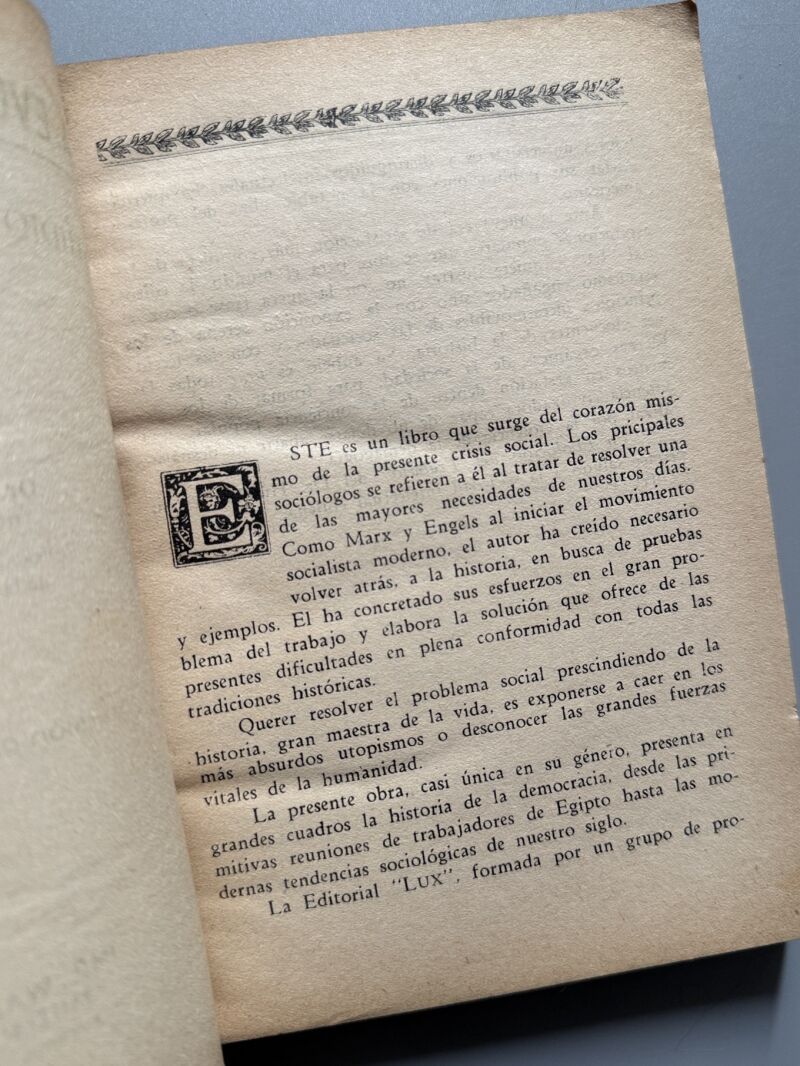 ESTE es un libro que surge del corazón mis-
mo de la presente crisis social. Los pricipales
sociólogos se refieren a él al tratar de resolver una
de las mayores necesidades de nuestros días.
Como Marx y Engels al iniciar el movimiento
socialista moderno, el autor ha creído necesario
volver atrás, a la historia, en busca de pruebas
y ejemplos. El ha concretado sus esfuerzos en el gran pro-
blema del trabajo y elabora la solución que ofrece de las
presentes dificultades en plena conformidad con todas las
tradiciones históricas.
Querer resolver el problema social prescindiendo de la
historia, gran maestra de la vida, es exponerse a caer en los
más absurdos utopismos o desconocer las grandes fuerzas
vitales de la humanidad.
La presente obra, casi única en su género, presenta en
grandes cuadros la historia de la democracia, desde las pri-
mitivas reuniones de trabajadores de Egipto hasta las mo-
dernas tendencias sociológicas de nuestro siglo.
La Editorial "LUX", formada por un grupo de pro-